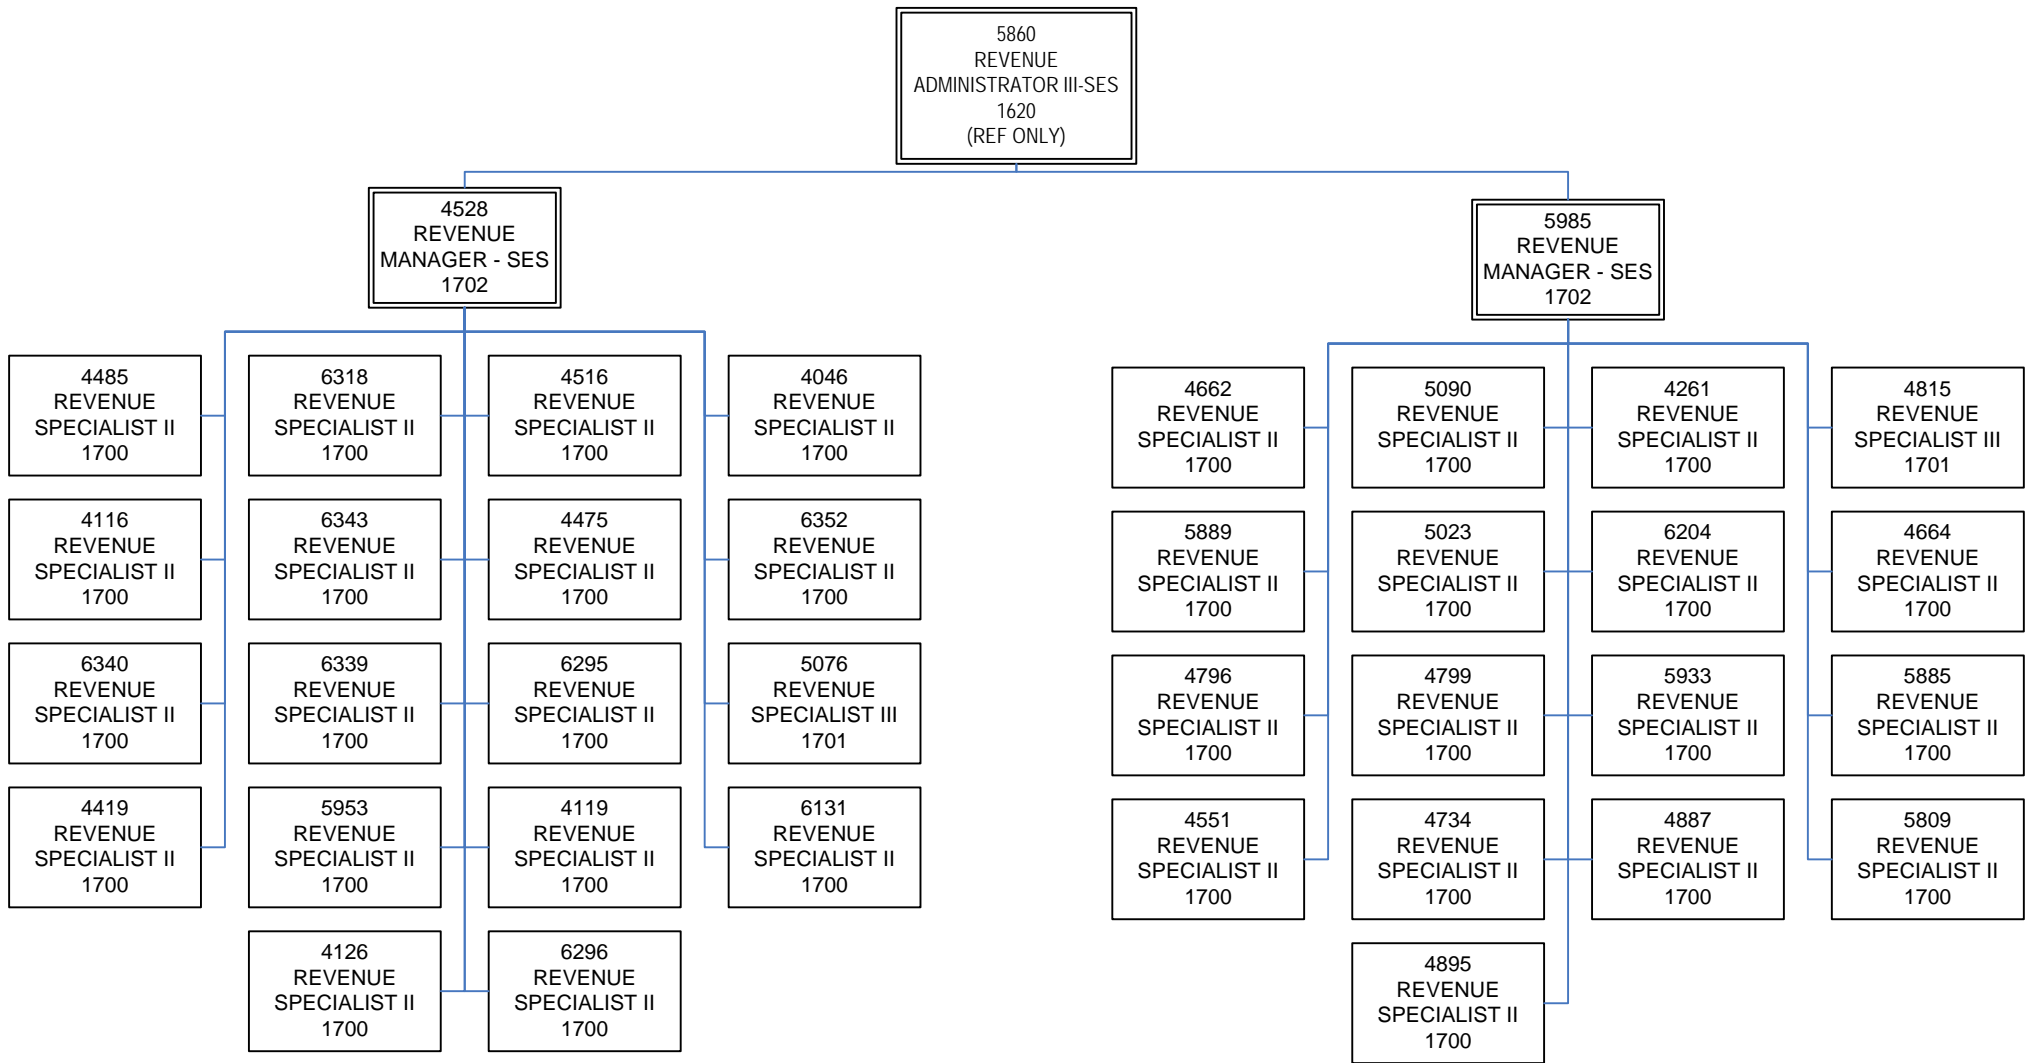 5860
REVENUE
ADMINISTRATOR III-SES
1620
(REF ONLY)
4528
REVENUE
MANAGER - SES
1702
5985
REVENUE
MANAGER - SES
1702
4485
REVENUE
SPECIALIST II
1700
6318
REVENUE
SPECIALIST II
1700
4516
REVENUE
SPECIALIST II
1700
4046
REVENUE
SPECIALIST II
1700
4116
REVENUE
SPECIALIST II
1700
6343
REVENUE
SPECIALIST II
1700
4475
REVENUE
SPECIALIST II
1700
6352
REVENUE
SPECIALIST II
1700
6340
REVENUE
SPECIALIST II
1700
6339
REVENUE
SPECIALIST II
1700
6295
REVENUE
SPECIALIST II
1700
5076
REVENUE
SPECIALIST III
1701
4419
REVENUE
SPECIALIST II
1700
5953
REVENUE
SPECIALIST II
1700
4119
REVENUE
SPECIALIST II
1700
6131
REVENUE
SPECIALIST II
1700
4126
REVENUE
SPECIALIST II
1700
6296
REVENUE
SPECIALIST II
1700
4662
REVENUE
SPECIALIST II
1700
5090
REVENUE
SPECIALIST II
1700
4261
REVENUE
SPECIALIST II
1700
4815
REVENUE
SPECIALIST III
1701
5889
REVENUE
SPECIALIST II
1700
5023
REVENUE
SPECIALIST II
1700
6204
REVENUE
SPECIALIST II
1700
4664
REVENUE
SPECIALIST II
1700
4796
REVENUE
SPECIALIST II
1700
4799
REVENUE
SPECIALIST II
1700
5933
REVENUE
SPECIALIST II
1700
5885
REVENUE
SPECIALIST II
1700
4551
REVENUE
SPECIALIST II
1700
4734
REVENUE
SPECIALIST II
1700
4887
REVENUE
SPECIALIST II
1700
5809
REVENUE
SPECIALIST II
1700
4895
REVENUE
SPECIALIST II
1700